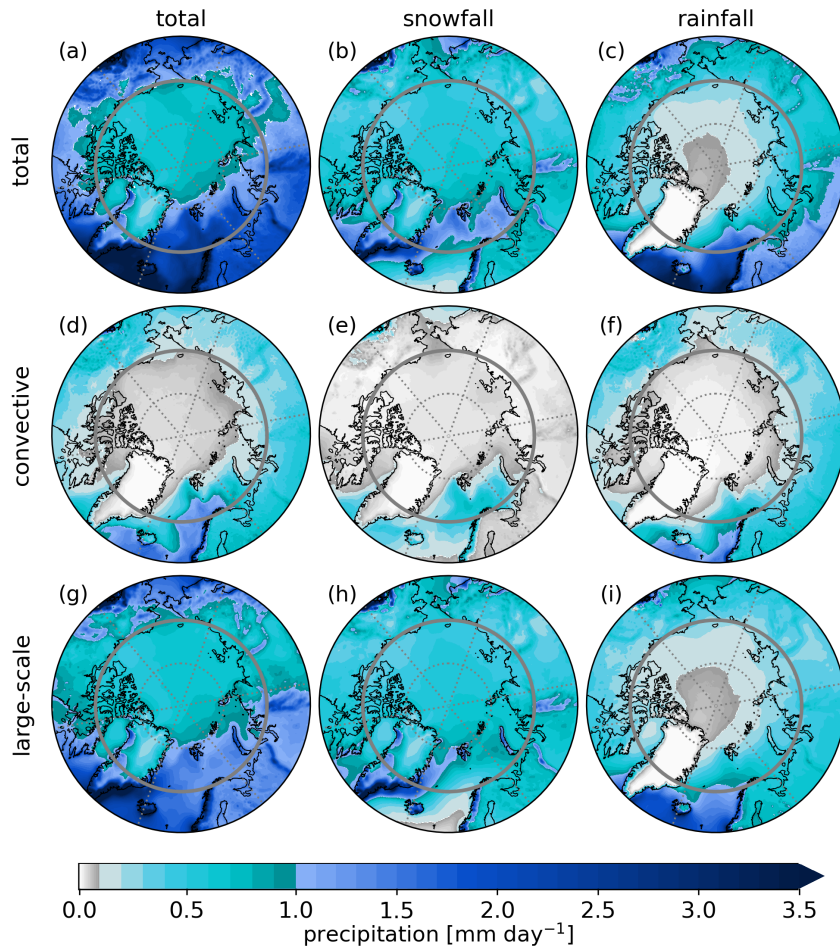 total snowfall rainfall
(a) (b) (c)
total
(d) (e) (f)
convective
(g) (h) (i)
large-scale
0.0 0.5 1.0 1.5 2.0 2.5 3.0 3.5
precipitation [mm day⁻¹]